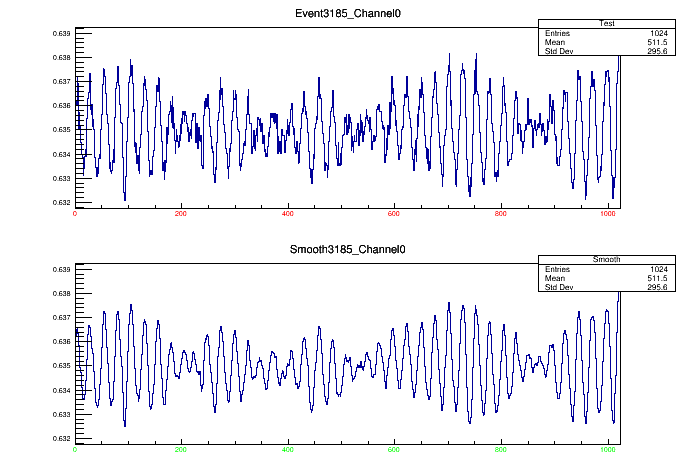 Event3185_Channel0
Test
Entries 1024
Mean 511.5
Std Dev 295.6
0.639
0.638
0.637
0.636
0.635
0.634
0.633
0.632
0 200 400 600 800 1000
Smooth3185_Channel0
Smooth
Entries 1024
Mean 511.5
Std Dev 295.6
0.639
0.638
0.637
0.636
0.635
0.634
0.633
0.632
0 200 400 600 800 1000